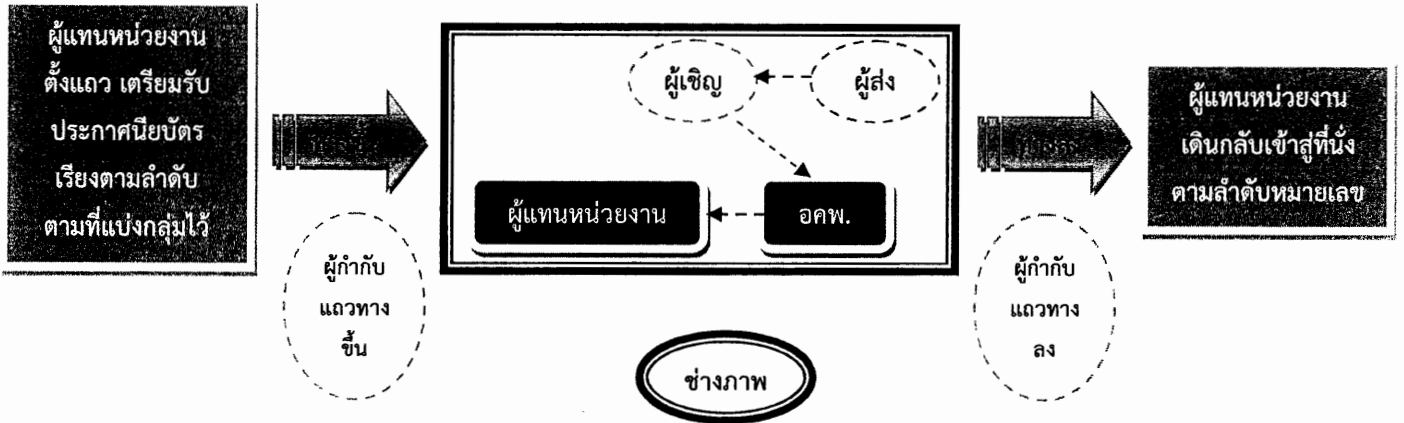 ผู้แทนหน่วยงาน
ตั้งแถว เตรียมรับ
ประกาศนียบัตร
เรียงตามลำดับ
ตามที่แบ่งกลุ่มไว้
ผู้กำกับ
แถวทาง
ขึ้น
ผู้เชิญ
ผู้ส่ง
ผู้แทนหน่วยงาน
อคพ.
ช่างภาพ
ผู้กำกับ
แถวทาง
ลง
ผู้แทนหน่วยงาน
เดินกลับเข้าสู่ที่นั่ง
ตามลำดับหมายเลข